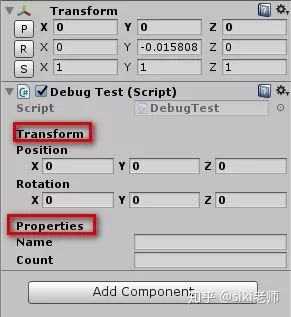 Transform
P X 0 Y 0 Z 0
R X 0 Y -0.015808 Z 0
S X 1 Y 1 Z 1
Debug Test (Script)
Script DebugTest
Transform
Position
X 0 Y 0 Z 0
Rotation
X 0 Y 0 Z 0
Properties
Name
Count
Add Component
知乎 @siki老师